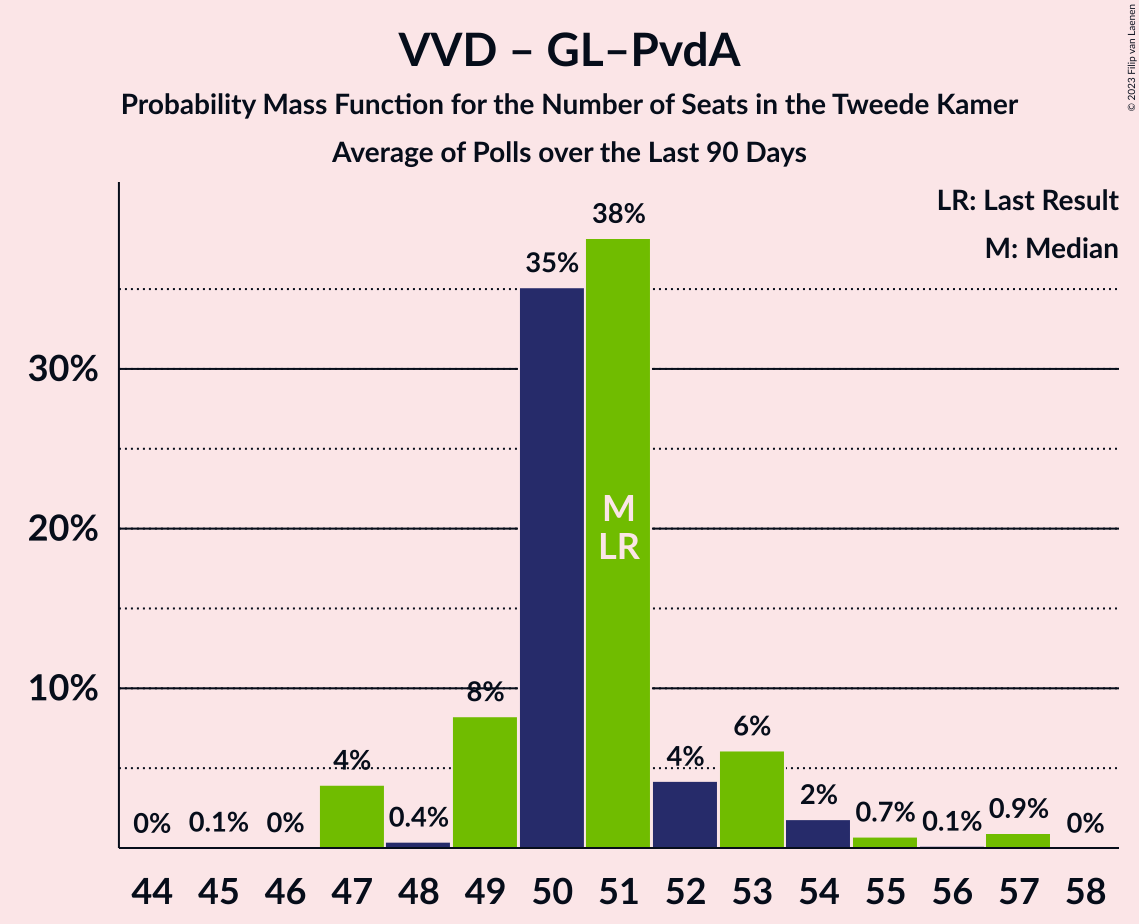 VVD – GL–PvdA
Probability Mass Function for the Number of Seats in the Tweede Kamer
Average of Polls over the Last 90 Days
© 2023 Filip van Laenen
LR: Last Result
M: Median
38%
35%
30%
M
20%
LR
10%
8%
6%
4%
4%
2%
0%
0.1%
0%
0.4%
0.7%
0.1%
0.9%
0%
44 45 46 47 48 49 50 51 52 53 54 55 56 57 58